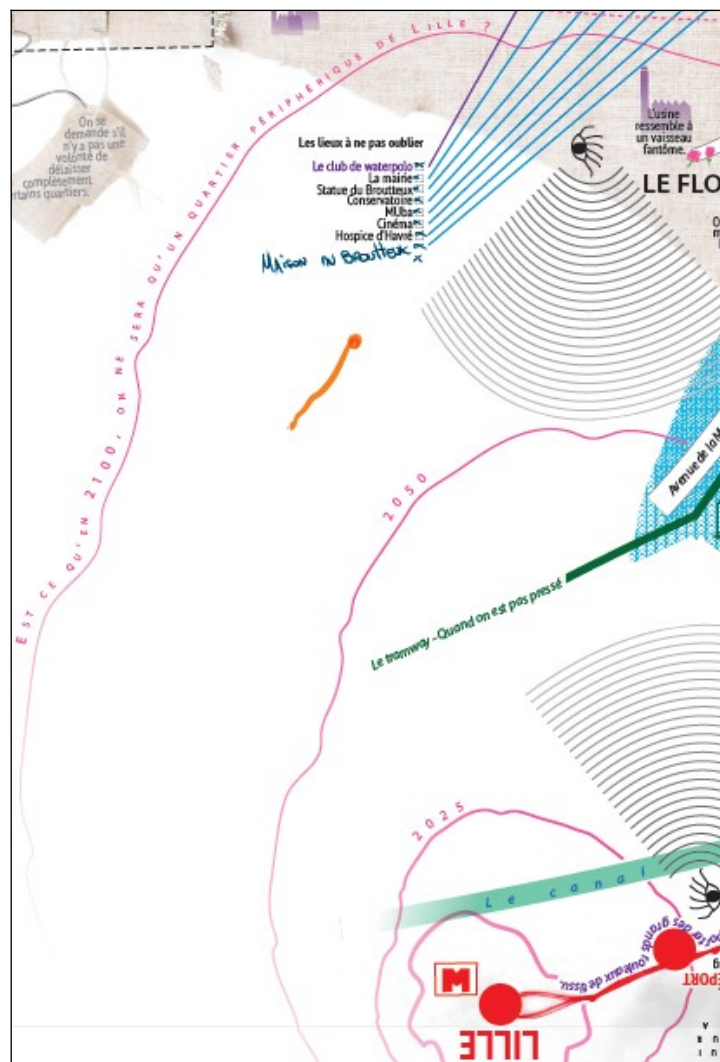 EST CE QU'EN 2100, ON NE SERA QU'UN QUARTIER PÉRIPHÉRIQUE DE LILLE ?
On se
demande s'il
n'y a pas une
volonté de
délaisser
complètement
rtains quartiers.
Les lieux à ne pas oublier
Le club de waterpolo
La mairie
Statue du Broutteux
Conservatoire
MUba
Cinéma
Hospice d'Havré
MAISON DU BROUTTEUX
L'usine
ressemble à
un vaisseau
fantôme.
LE FLO
Avenue de la M
2050
Le tramway - Quand on est pas pressé
2025
Le canal
des grands rouleaux de tissu.
M
LILLE